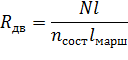 R_дв = Nl / (n_сост l_марш)